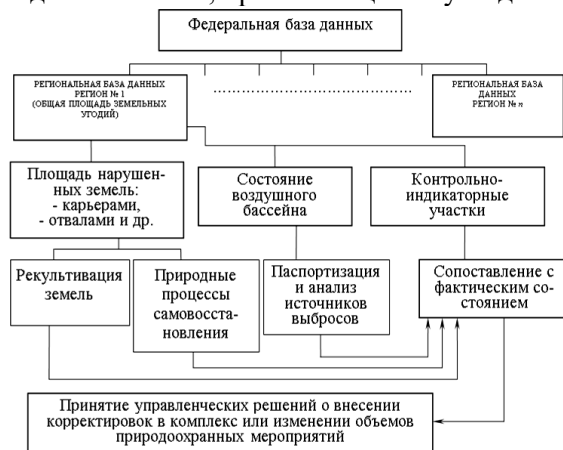 Федеральная база данных
РЕГИОНАЛЬНАЯ БАЗА ДАННЫХ
РЕГИОН № 1
(ОБЩАЯ ПЛОЩАДЬ ЗЕМЕЛЬНЫХ
УГОДИЙ)
РЕГИОНАЛЬНАЯ БАЗА
ДАННЫХ
РЕГИОН № n
Площадь нарушен-
ных земель:
- карьерами,
- отвалами и др.
Состояние
воздушного
бассейна
Контрольно-
индикаторные
участки
Рекультивация
земель
Природные
процессы
самовосста-
новления
Паспортизация
и анализ
источников
выбросов
Сопоставление с
фактическим со-
стоянием
Принятие управленческих решений о внесении
корректировок в комплекс или изменении объемов
природоохранных мероприятий